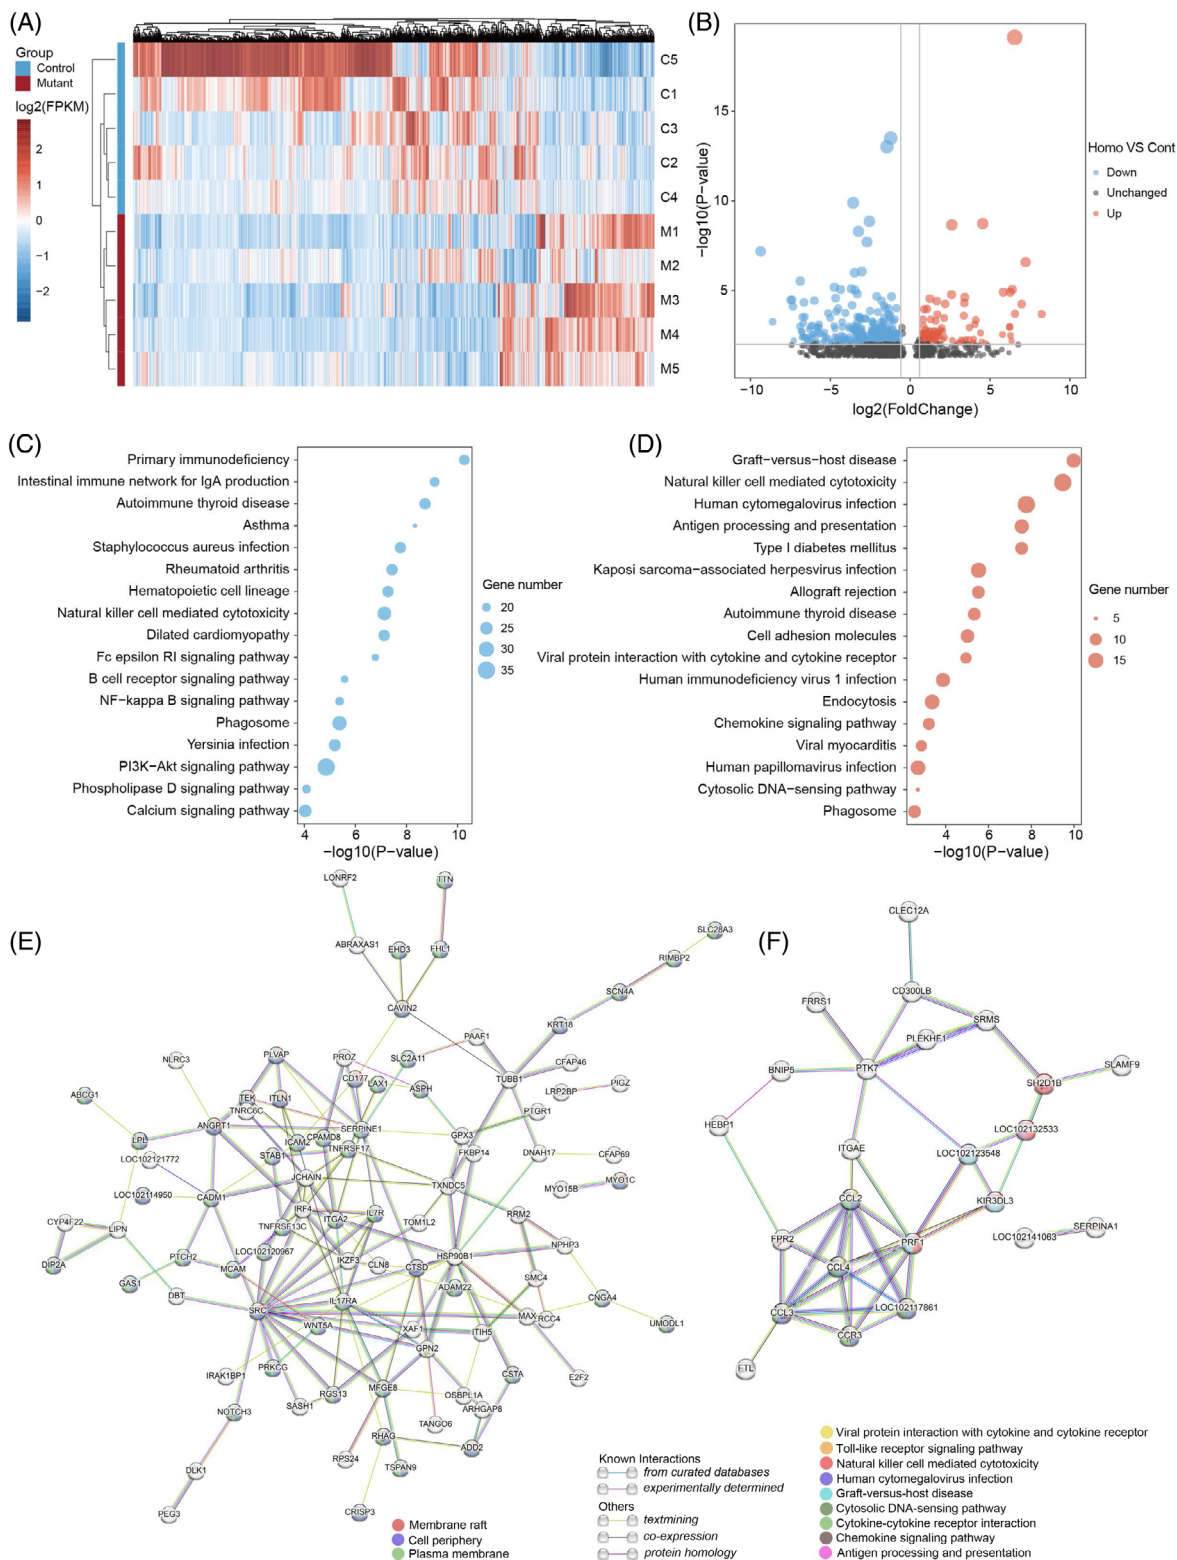 (A)
Group
Control
Mutant
log2(FPKM)
2
1
0
−1
−2
C5
C1
C3
C2
C4
M1
M2
M3
M4
M5
(B)
−log10(P−value)
15
10
5
−10
−5
0
5
10
log2(FoldChange)
Homo VS Cont
Down
Unchanged
Up
(C)
Primary immunodeficiency
Intestinal immune network for IgA production
Autoimmune thyroid disease
Asthma
Staphylococcus aureus infection
Rheumatoid arthritis
Hematopoietic cell lineage
Natural killer cell mediated cytotoxicity
Dilated cardiomyopathy
Fc epsilon RI signaling pathway
B cell receptor signaling pathway
NF−kappa B signaling pathway
Phagosome
Yersinia infection
PI3K−Akt signaling pathway
Phospholipase D signaling pathway
Calcium signaling pathway
4 6 8 10
−log10(P−value)
Gene number
20
25
30
35
(D)
Graft−versus−host disease
Natural killer cell mediated cytotoxicity
Human cytomegalovirus infection
Antigen processing and presentation
Type I diabetes mellitus
Kaposi sarcoma−associated herpesvirus infection
Allograft rejection
Autoimmune thyroid disease
Cell adhesion molecules
Viral protein interaction with cytokine and cytokine receptor
Human immunodeficiency virus 1 infection
Endocytosis
Chemokine signaling pathway
Viral myocarditis
Human papillomavirus infection
Cytosolic DNA−sensing pathway
Phagosome
4 6 8 10
−log10(P−value)
Gene number
5
10
15
(E)
LONRF2
TTN
ABRAXAS1
EHD3
FHL1
SLC28A3
RIMBP2
SCN4A
CAVIN2
KRT18
NLRC3
PLVAP
PROZ
SLC2A11
PAAF1
CFAP46
CD177
LAX1
ASPH
TUBB1
LRP2BP
PIGZ
ABCG1
TEK
ITLN1
TNRC6C
PTGR1
LPL
ANGPT1
ICAM2
CPAMD8
SERPINE1
GPX3
TNFRSF17
FKBP14
DNAH17
CFAP69
LOC102121772
STAB1
JCHAIN
TXNDC5
MYO15B
MYO1C
LOC102114950
CADM1
IRF4
IL7R
RRM2
CYP4F22
LIPN
TNFRSF13C
ITGA2
TOM1L2
LOC102120967
IKZF3
CLN8
CTSD
HSP90B1
NPHP3
DIP2A
PTCH2
MCAM
GAS1
DBT
ADAM22
SMC4
SRC
IL17RA
CNGA4
WNT5A
XAF1
ITIH5
MAX
ERCC4
UMODL1
GPN2
IRAK1BP1
PRKCG
RGS13
MFGE8
CSTA
E2F2
SASH1
OSBPL1A
ARHGAP8
NOTCH3
TANGO6
RHAG
ADD2
RPS24
TSPAN9
DLK1
PEG3
CRISP3
Membrane raft
Cell periphery
Plasma membrane
Known Interactions
from curated databases
experimentally determined
Others
textmining
co-expression
protein homology
(F)
CLEC12A
CD300LB
FRRS1
SRMS
PLEKHF1
BNIP5
PTK7
SLAMF9
SH2D1B
HEBP1
LOC102132533
ITGAE
LOC102123548
CCL2
KIR3DL3
FPR2
PRF1
SERPINA1
LOC102141063
CCL4
CCL3
LOC102117861
CCR3
FTL
Viral protein interaction with cytokine and cytokine receptor
Toll-like receptor signaling pathway
Natural killer cell mediated cytotoxicity
Human cytomegalovirus infection
Graft-versus-host disease
Cytosolic DNA-sensing pathway
Cytokine-cytokine receptor interaction
Chemokine signaling pathway
Antigen processing and presentation